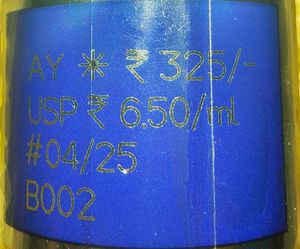 AY * ₹ 325/-
USP ₹ 6.50/ml
#04/25
B002